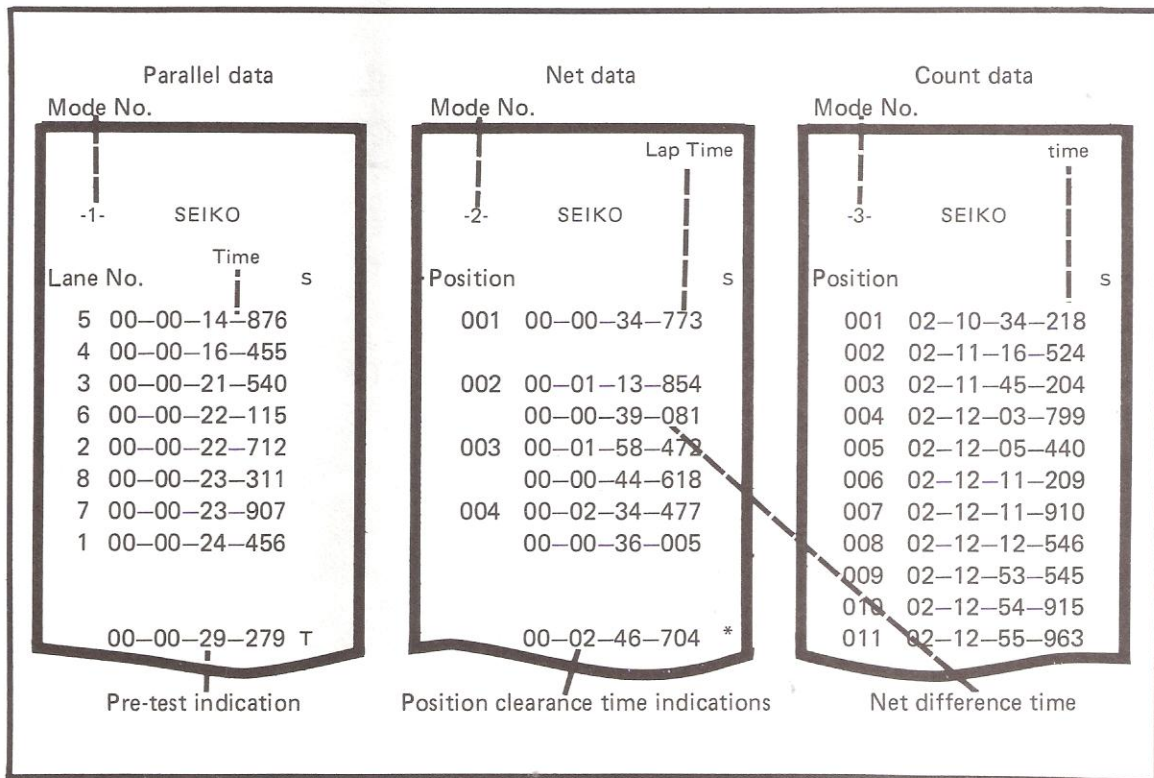 Parallel data
Mode No.
-1- SEIKO
Time
Lane No. S
5 00–00–14–876
4 00–00–16–455
3 00–00–21–540
6 00–00–22–115
2 00–00–22–712
8 00–00–23–311
7 00–00–23–907
1 00–00–24–456
00–00–29–279 T
Pre-test indication
Net data
Mode No.
Lap Time
-2- SEIKO
Position S
001 00–00–34–773
002 00–01–13–854
00–00–39–081
003 00–01–58–472
00–00–44–618
004 00–02–34–477
00–00–36–005
00–02–46–704 *
Position clearance time indications
Count data
Mode No.
time
-3- SEIKO
Position S
001 02–10–34–218
002 02–11–16–524
003 02–11–45–204
004 02–12–03–799
005 02–12–05–440
006 02–12–11–209
007 02–12–11–910
008 02–12–12–546
009 02–12–53–545
010 02–12–54–915
011 02–12–55–963
Net difference time